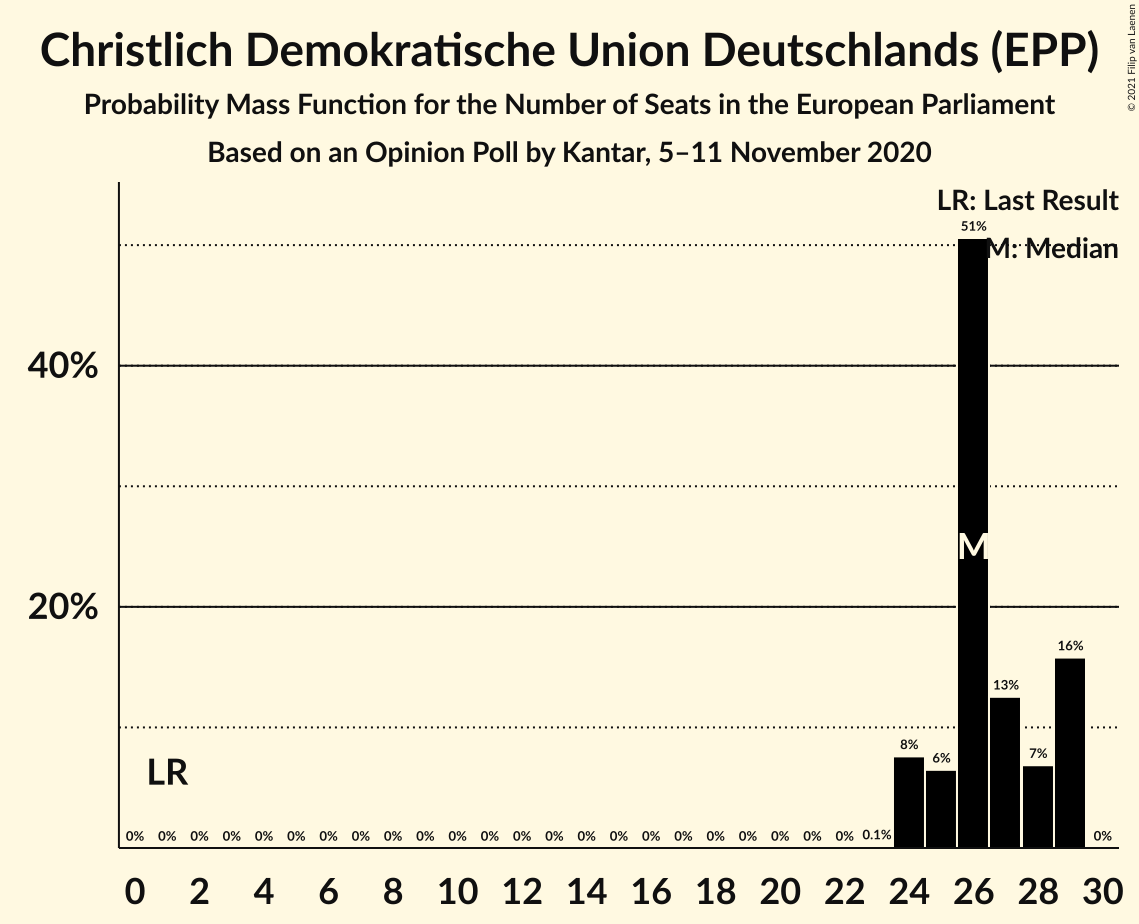 Christlich Demokratische Union Deutschlands (EPP)
Probability Mass Function for the Number of Seats in the European Parliament
Based on an Opinion Poll by Kantar, 5–11 November 2020
© 2021 Filip van Laenen
LR: Last Result
M: Median
51%
40%
M
20%
16%
13%
8%
6%
7%
LR
0% 0% 0% 0% 0% 0% 0% 0% 0% 0% 0% 0% 0% 0% 0% 0% 0% 0% 0% 0% 0% 0% 0% 0.1% 0%
0 2 4 6 8 10 12 14 16 18 20 22 24 26 28 30